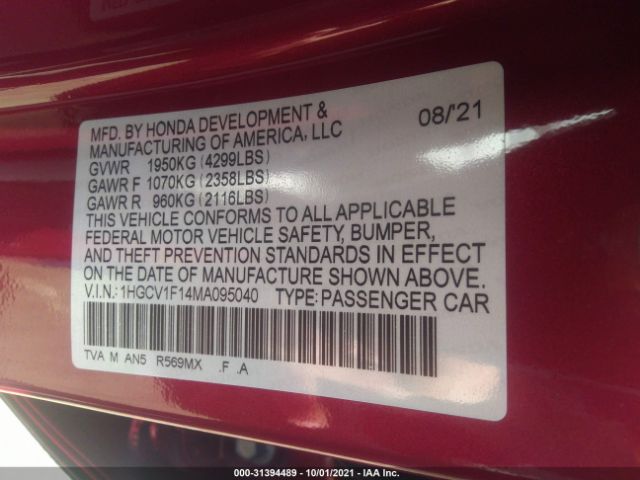 MFD. BY HONDA DEVELOPMENT & 08/'21
MANUFACTURING OF AMERICA, LLC
GVWR 1950KG (4299LBS)
GAWR F 1070KG (2358LBS)
GAWR R 960KG (2116LBS)
THIS VEHICLE CONFORMS TO ALL APPLICABLE
FEDERAL MOTOR VEHICLE SAFETY, BUMPER,
AND THEFT PREVENTION STANDARDS IN EFFECT
ON THE DATE OF MANUFACTURE SHOWN ABOVE.
V.I.N.: 1HGCV1F14MA095040 TYPE: PASSENGER CAR
TVA M AN5 R569MX .F .A
000-31394489 - 10/01/2021 - IAA Inc.